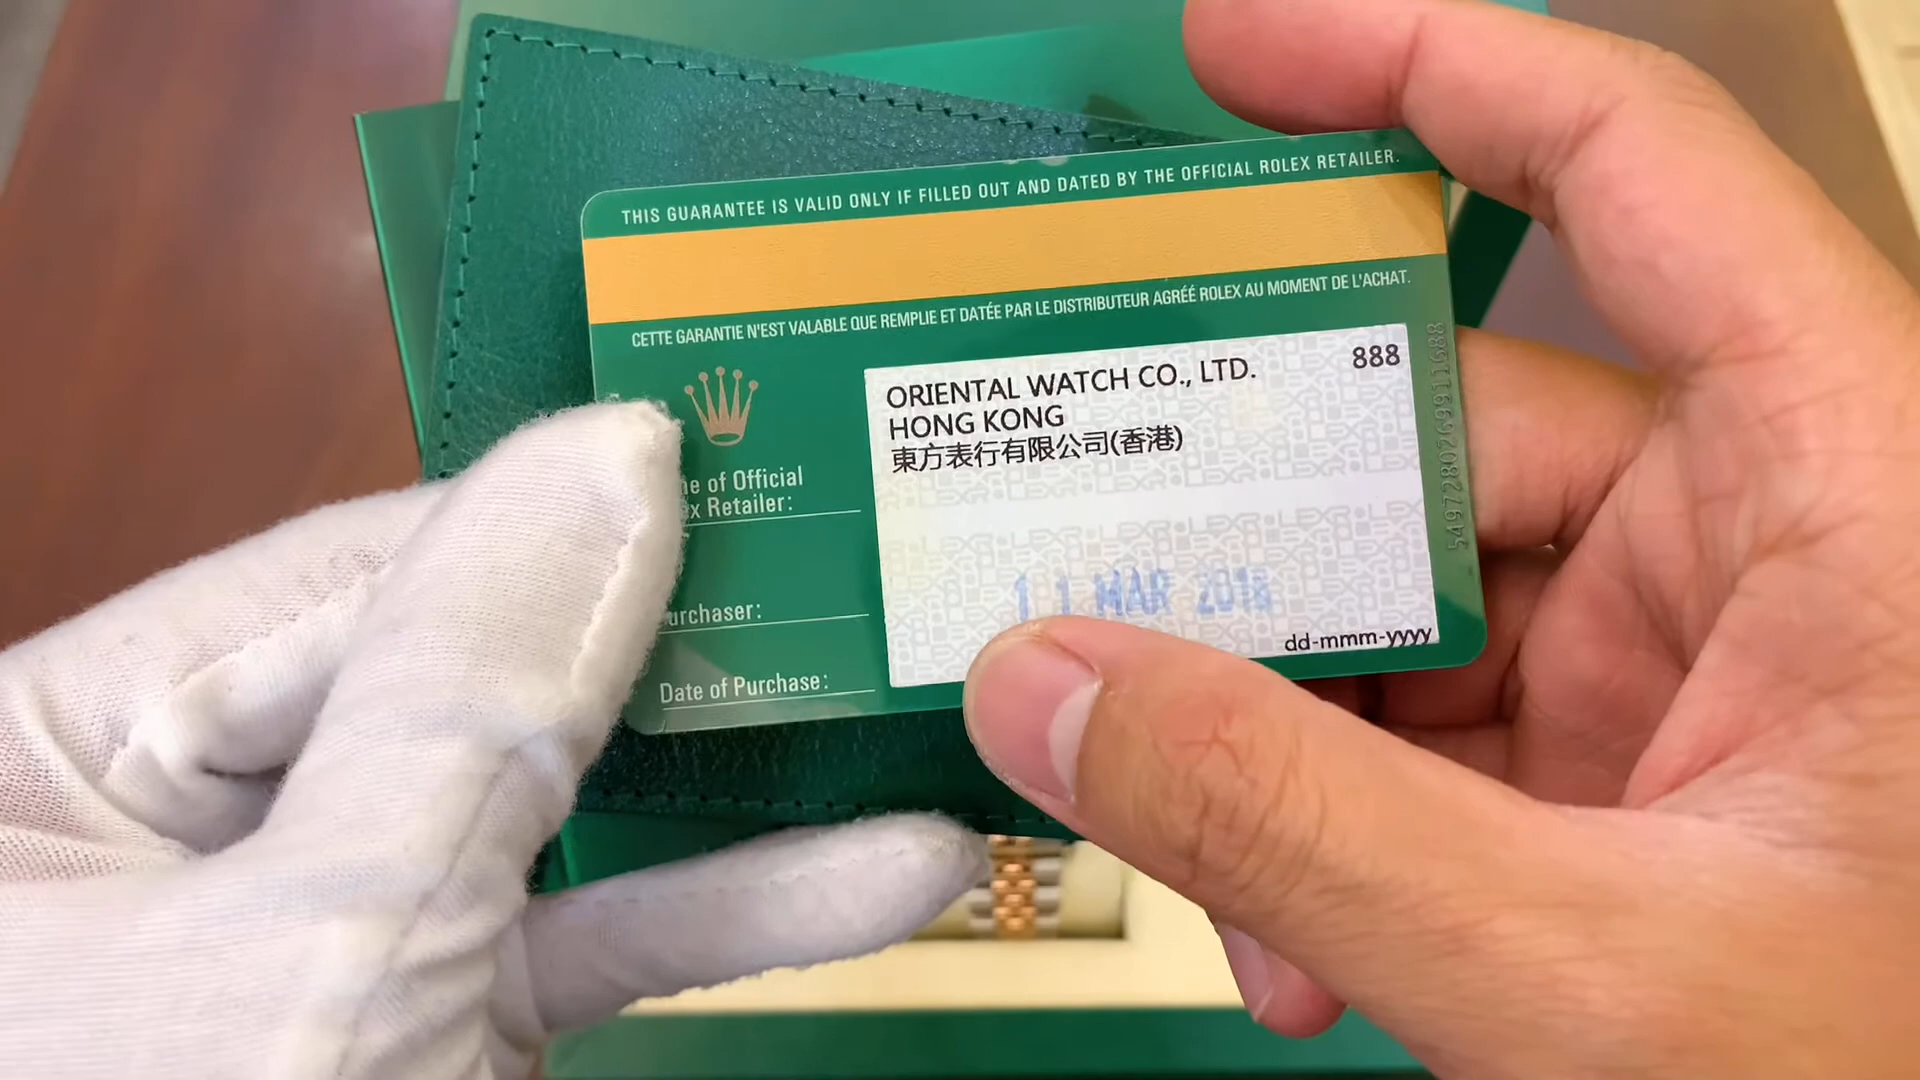 THIS GUARANTEE IS VALID ONLY IF FILLED OUT AND DATED BY THE OFFICIAL ROLEX RETAILER.
CETTE GARANTIE N'EST VALABLE QUE REMPLIE ET DATÉE PAR LE DISTRIBUTEUR AGRÉÉ ROLEX AU MOMENT DE L'ACHAT.
ORIENTAL WATCH CO., LTD. 888
HONG KONG
東方表行有限公司(香港)
of Official
Retailer:
11 MAR 2018
urchaser:
dd-mmm-yyyy
Date of Purchase: